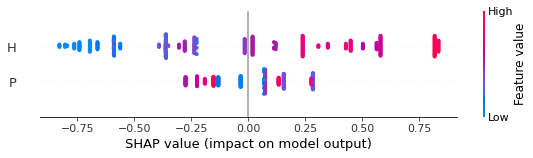 High
H
P
Feature value
Low
−0.75 −0.50 −0.25 0.00 0.25 0.50 0.75
SHAP value (impact on model output)